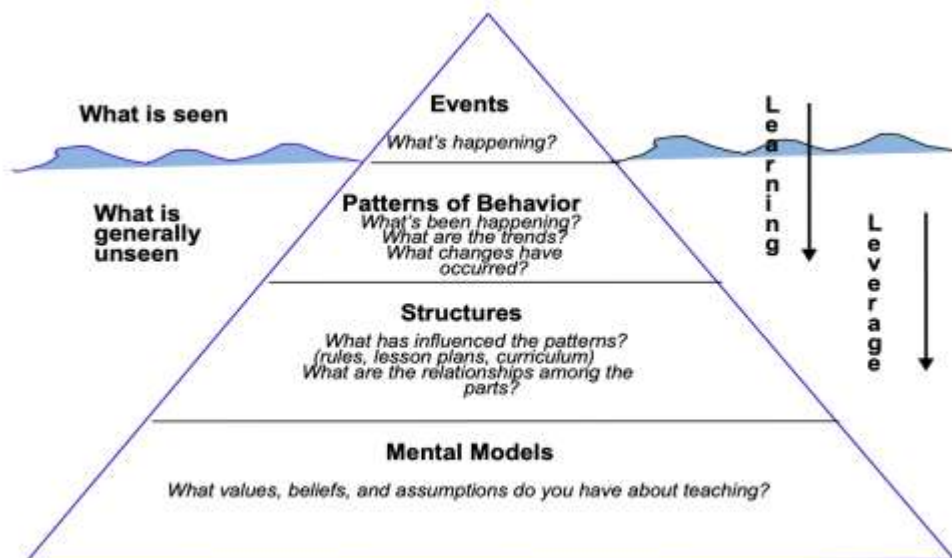 What is seen
Events
What's happening?
What is
generally
unseen
Patterns of Behavior
What's been happening?
What are the trends?
What changes have
occurred?
Structures
What has influenced the patterns?
(rules, lesson plans, curriculum)
What are the relationships among the
parts?
Mental Models
What values, beliefs, and assumptions do you have about teaching?
Learning
Leverage